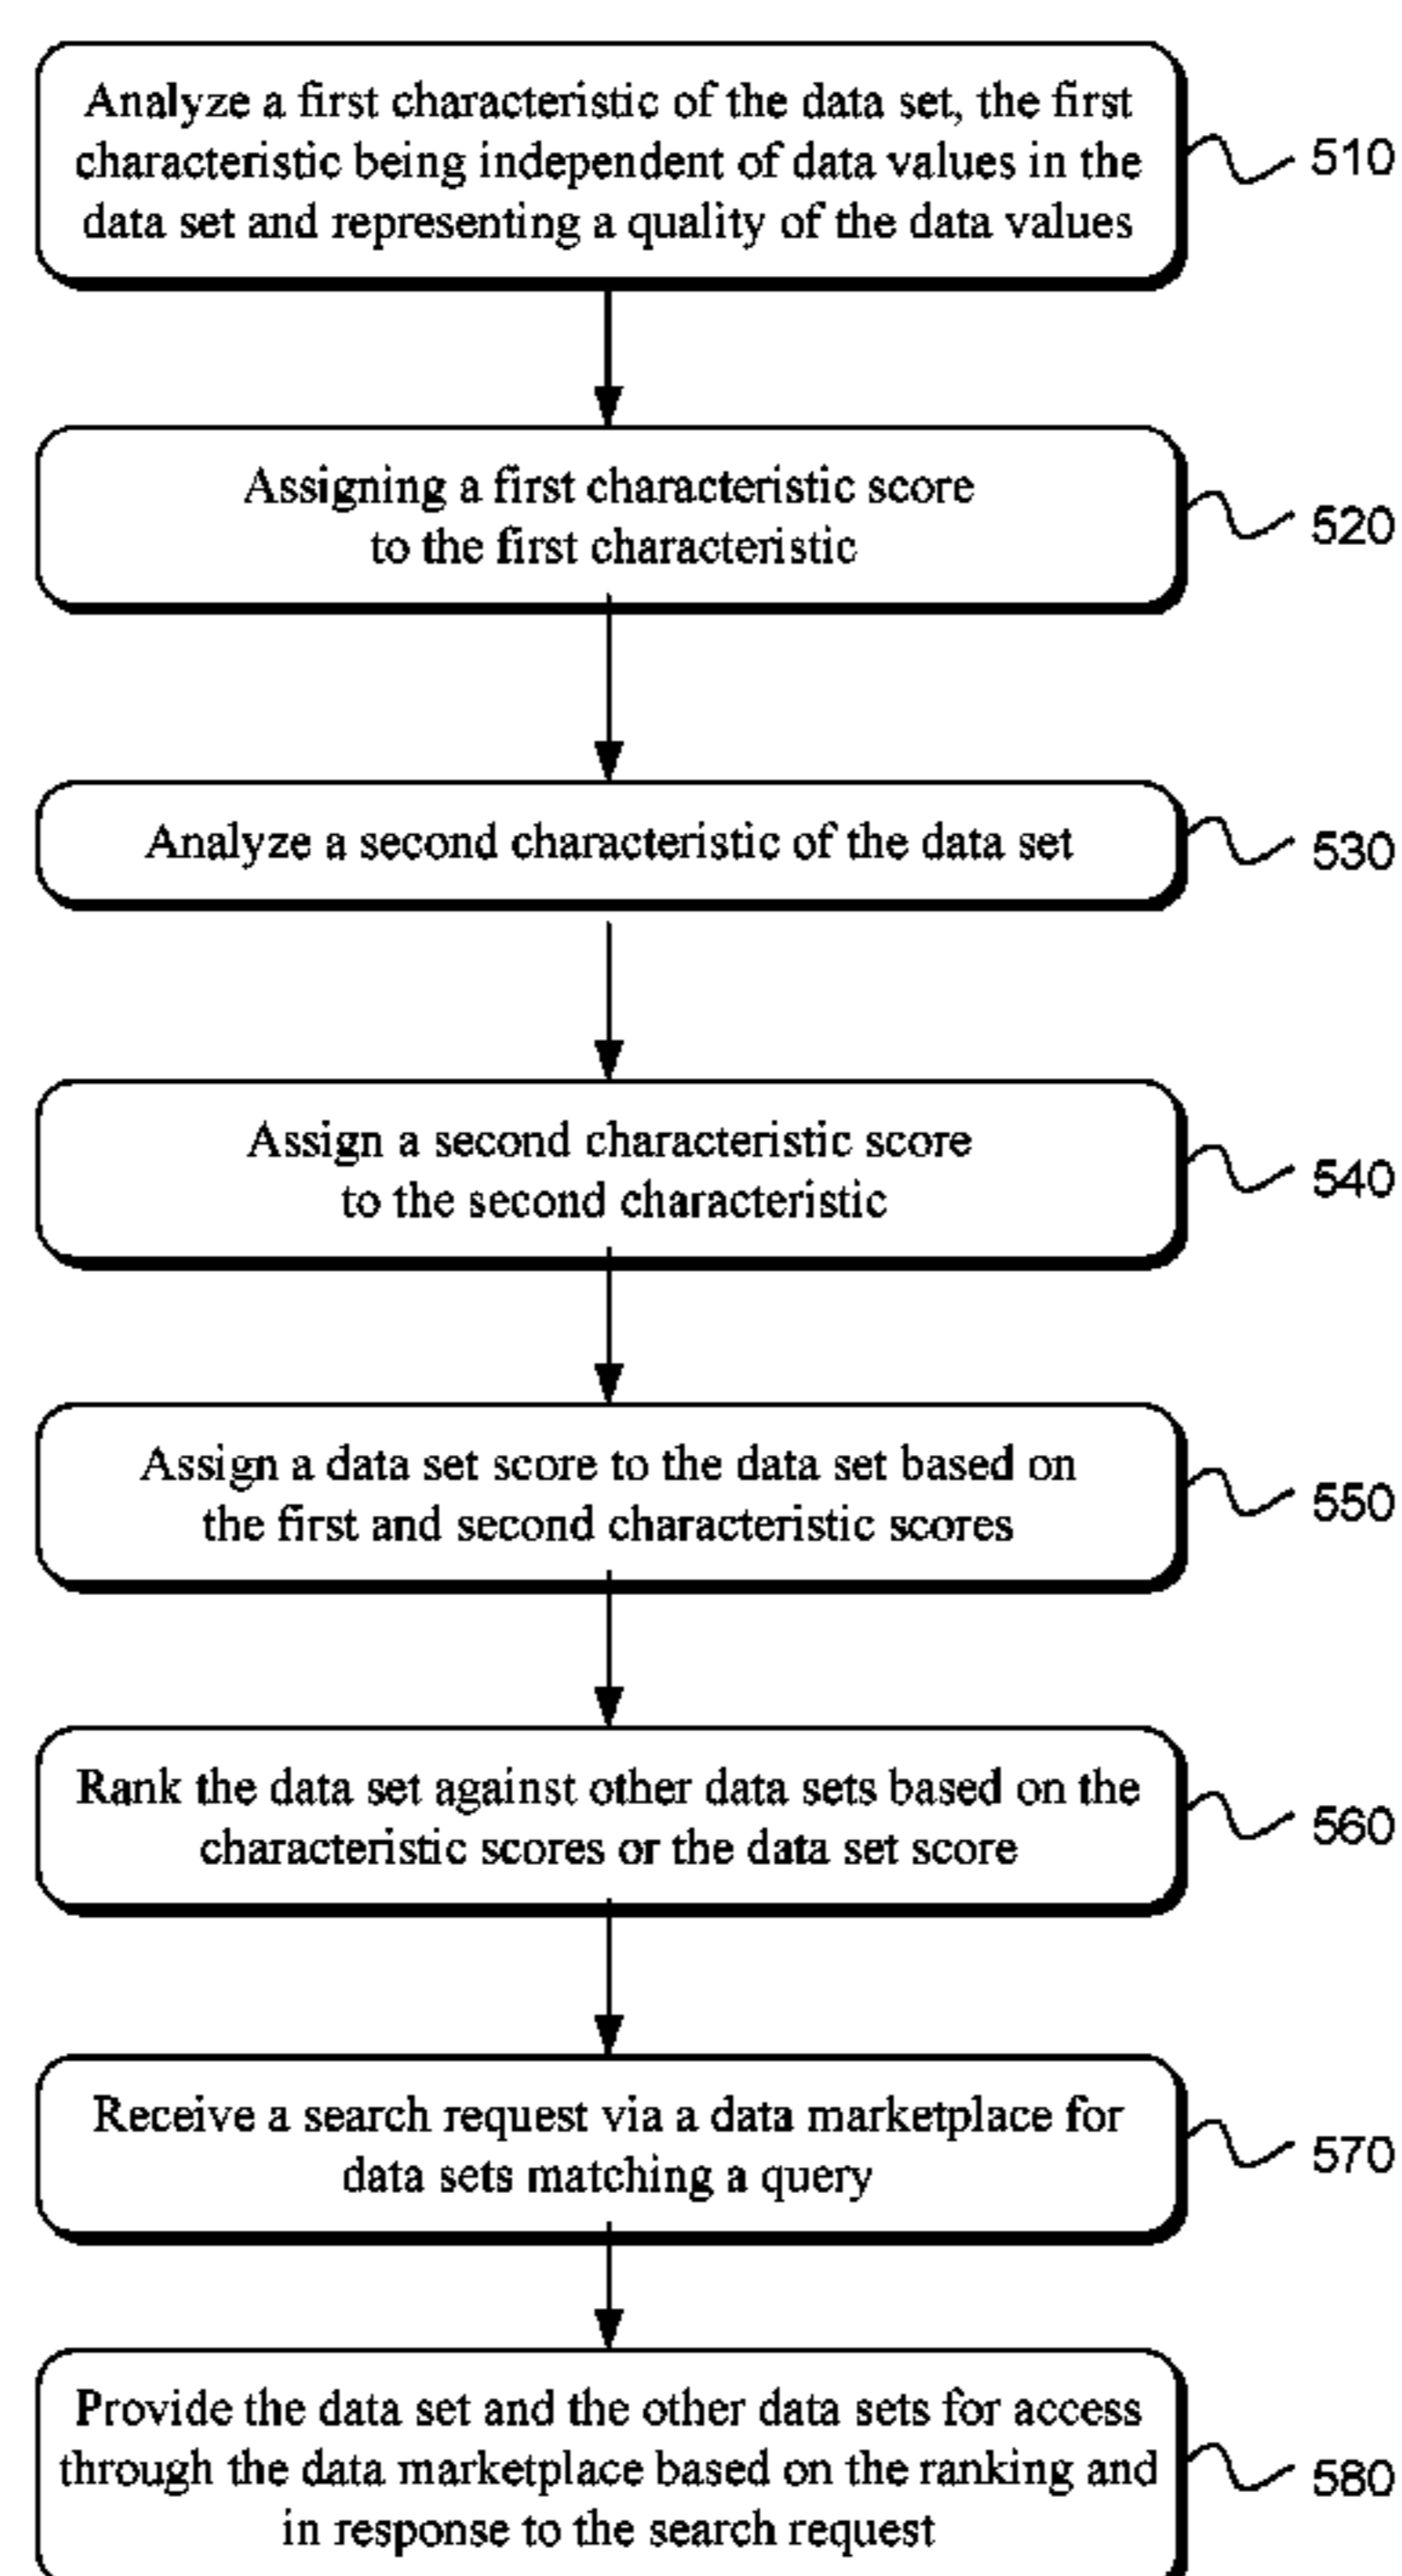 Analyze a first characteristic of the data set, the first
characteristic being independent of data values in the
data set and representing a quality of the data values
510
Assigning a first characteristic score
to the first characteristic
520
Analyze a second characteristic of the data set
530
Assign a second characteristic score
to the second characteristic
540
Assign a data set score to the data set based on
the first and second characteristic scores
550
Rank the data set against other data sets based on the
characteristic scores or the data set score
560
Receive a search request via a data marketplace for
data sets matching a query
570
Provide the data set and the other data sets for access
through the data marketplace based on the ranking and
in response to the search request
580